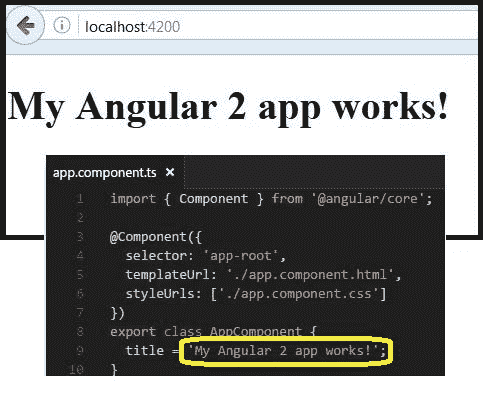 localhost:4200
My Angular 2 app works!
app.component.ts ×
1 import { Component } from '@angular/core';
2
3 @Component({
4 selector: 'app-root',
5 templateUrl: './app.component.html',
6 styleUrls: ['./app.component.css']
7 })
8 export class AppComponent {
9 title = 'My Angular 2 app works!';
10 }